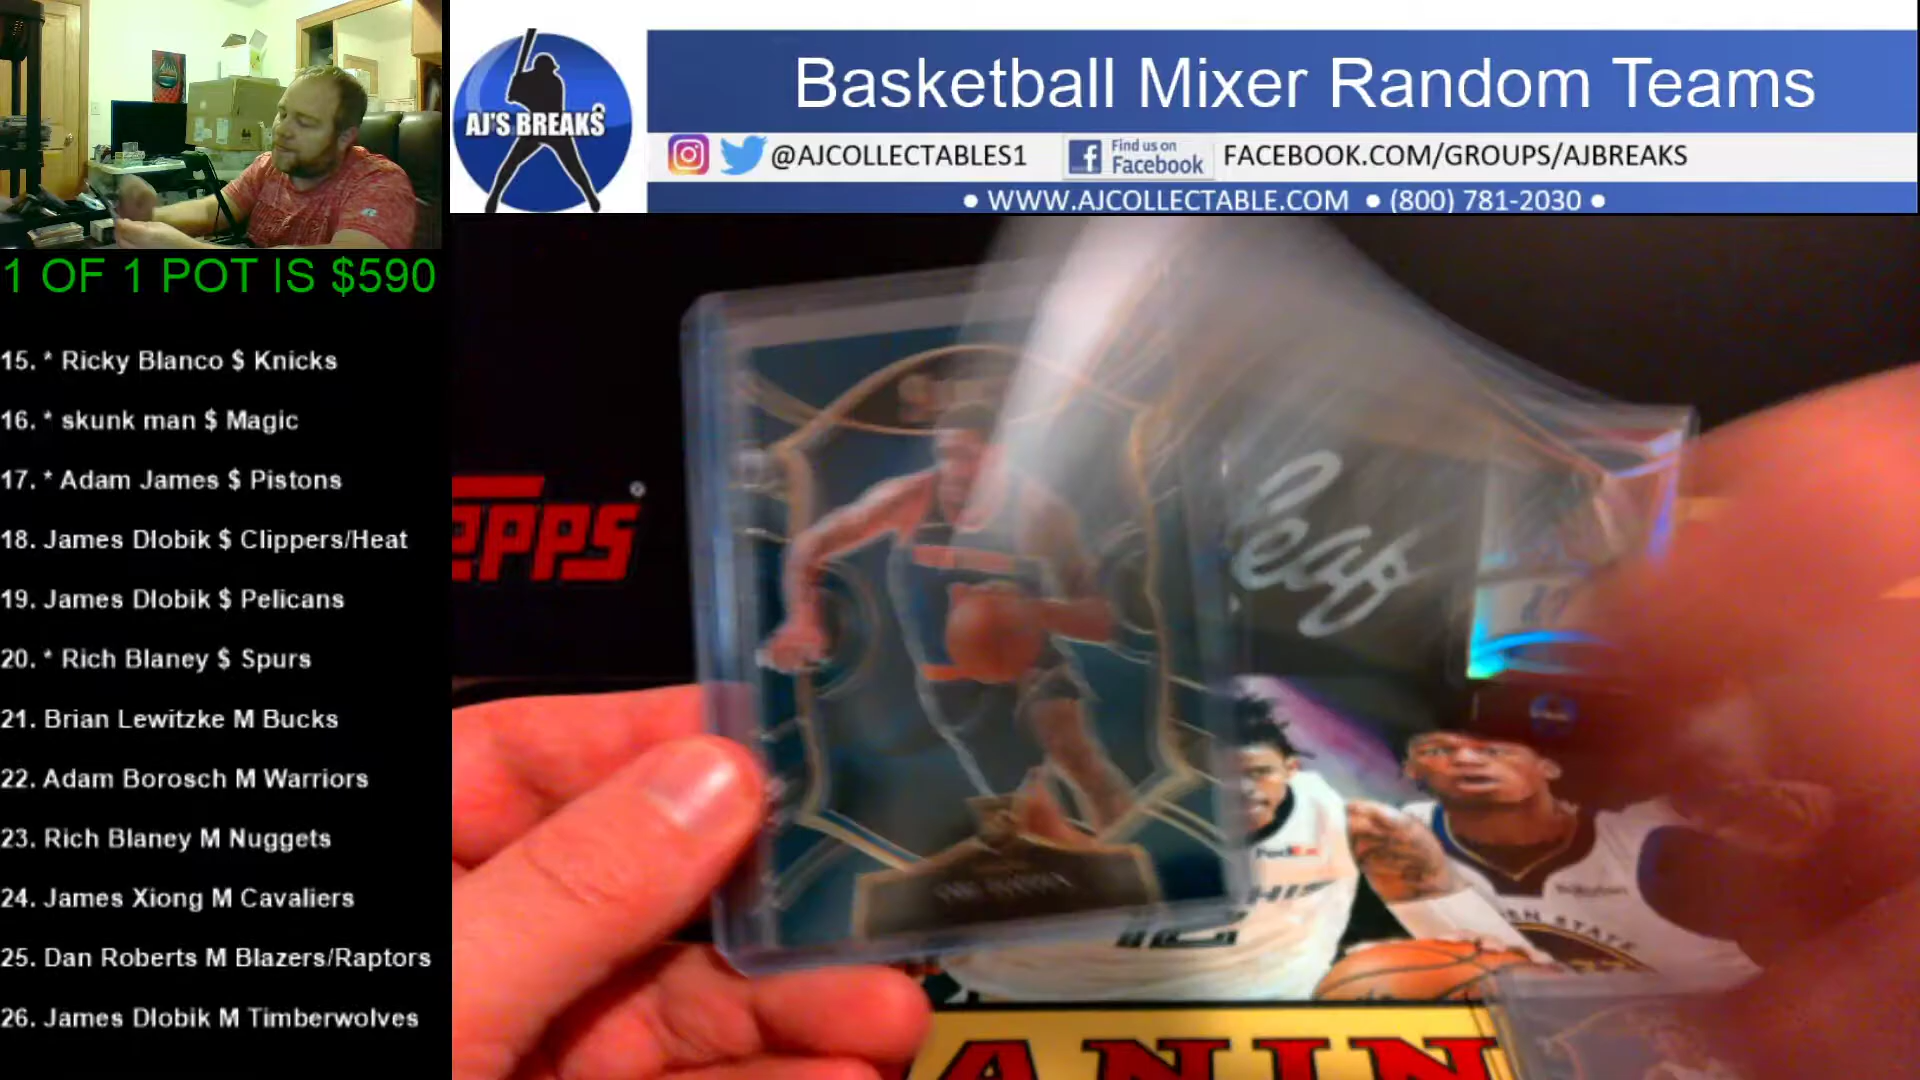 AJ'S BREAKS
Basketball Mixer Random Teams
@AJCOLLECTABLES1
Find us on
Facebook
FACEBOOK.COM/GROUPS/AJBREAKS
• WWW.AJCOLLECTABLE.COM • (800) 781-2030 •
1 OF 1 POT IS $590
15. * Ricky Blanco $ Knicks
16. * skunk man $ Magic
17. * Adam James $ Pistons
18. James Dlobik $ Clippers/Heat
19. James Dlobik $ Pelicans
20. * Rich Blaney $ Spurs
21. Brian Lewitzke M Bucks
22. Adam Borosch M Warriors
23. Rich Blaney M Nuggets
24. James Xiong M Cavaliers
25. Dan Roberts M Blazers/Raptors
26. James Dlobik M Timberwolves
TOPPS
Leaf
FedEx
PANINI